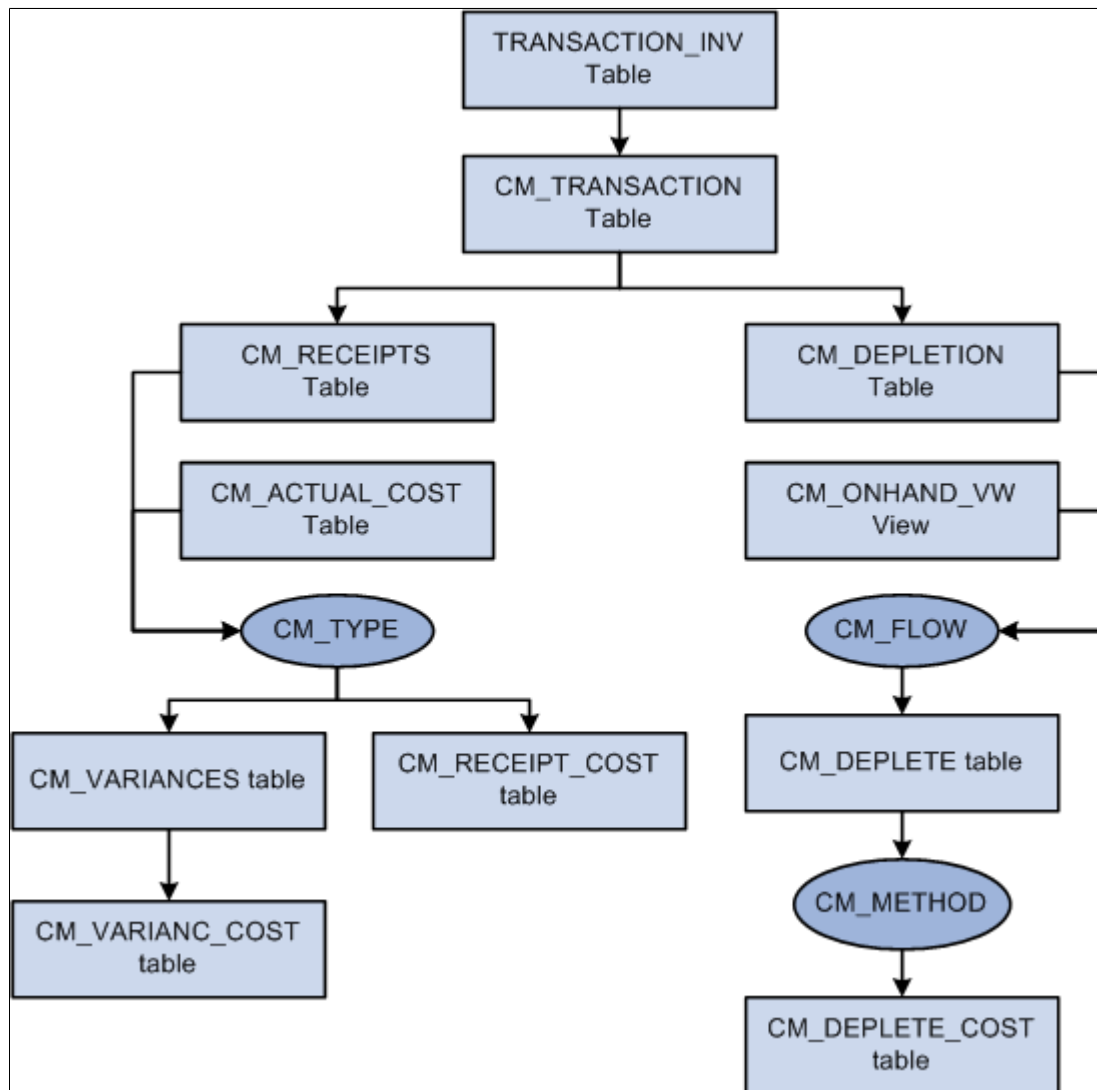 TRANSACTION_INV
Table
CM_TRANSACTION
Table
CM_RECEIPTS
Table
CM_DEPLETION
Table
CM_ACTUAL_COST
Table
CM_ONHAND_VW
View
CM_TYPE
CM_FLOW
CM_VARIANCES table
CM_RECEIPT_COST
table
CM_DEPLETE table
CM_VARIANC_COST
table
CM_METHOD
CM_DEPLETE_COST
table